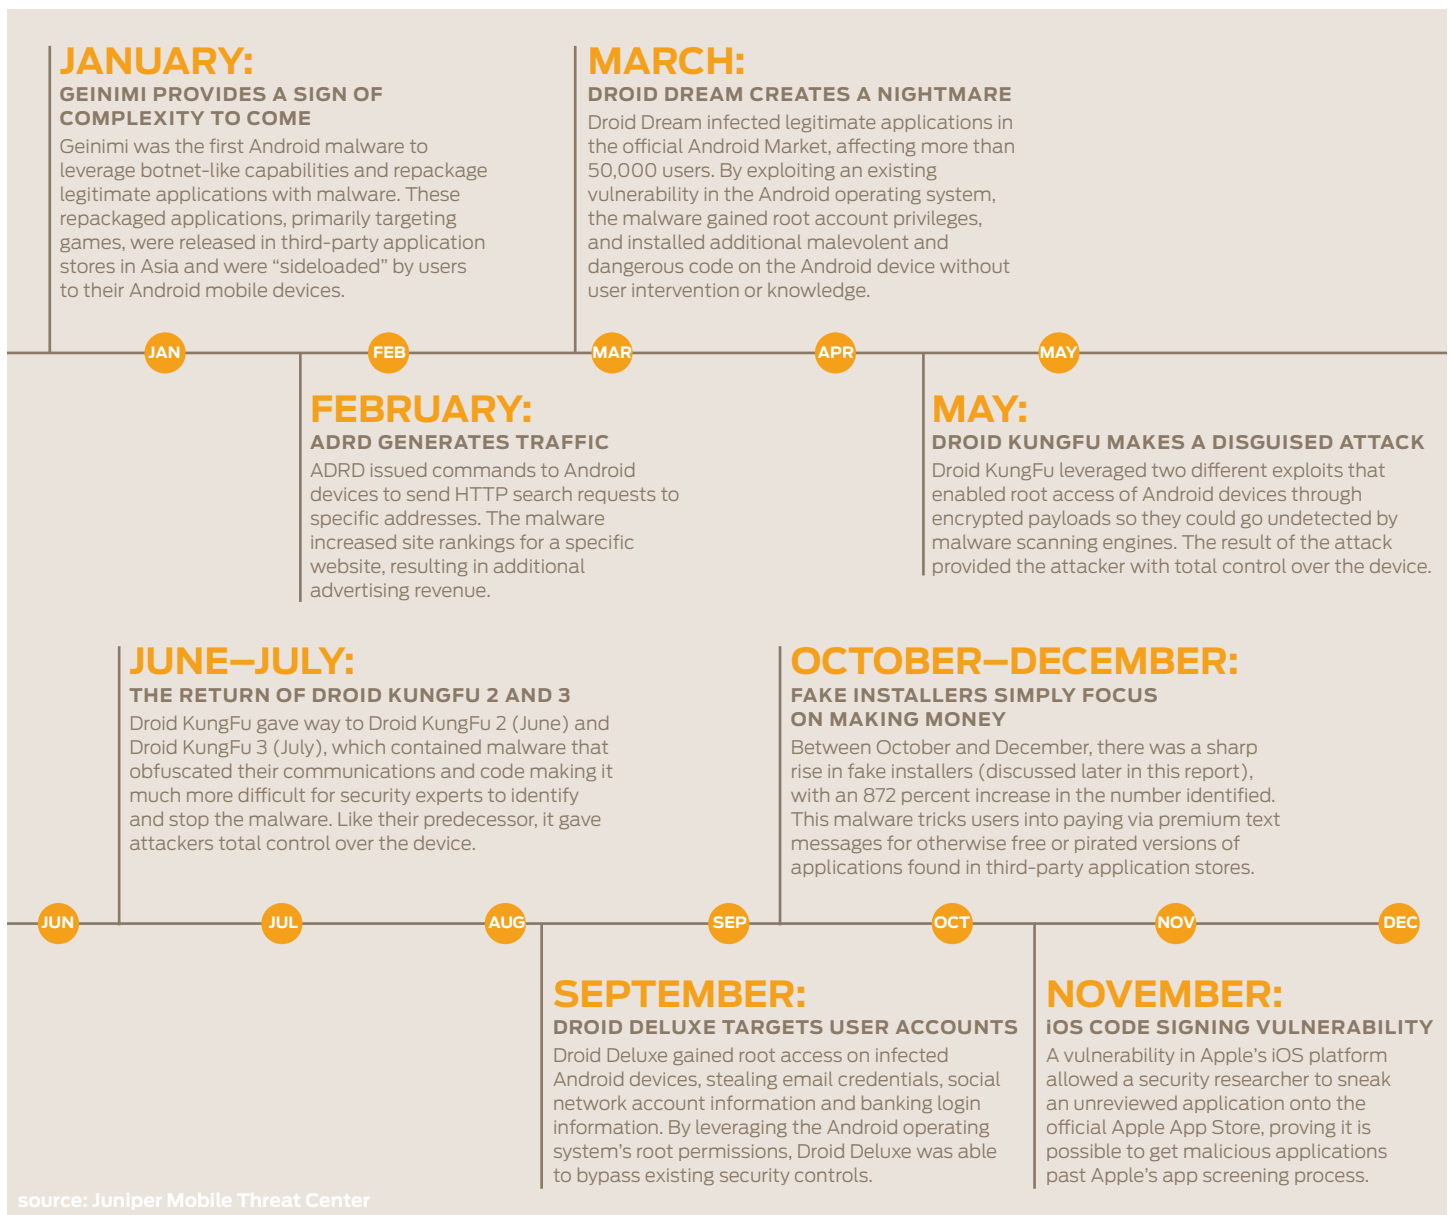 JANUARY:
GEINIMI PROVIDES A SIGN OF
COMPLEXITY TO COME
Geinimi was the first Android malware to
leverage botnet-like capabilities and repackage
legitimate applications with malware. These
repackaged applications, primarily targeting
games, were released in third-party application
stores in Asia and were “sideloaded” by users
to their Android mobile devices.
MARCH:
DROID DREAM CREATES A NIGHTMARE
Droid Dream infected legitimate applications in
the official Android Market, affecting more than
50,000 users. By exploiting an existing
vulnerability in the Android operating system,
the malware gained root account privileges,
and installed additional malevolent and
dangerous code on the Android device without
user intervention or knowledge.
JAN
FEB
MAR
APR
MAY
FEBRUARY:
ADRD GENERATES TRAFFIC
ADRD issued commands to Android
devices to send HTTP search requests to
specific addresses. The malware
increased site rankings for a specific
website, resulting in additional
advertising revenue.
MAY:
DROID KUNGFU MAKES A DISGUISED ATTACK
Droid KungFu leveraged two different exploits that
enabled root access of Android devices through
encrypted payloads so they could go undetected by
malware scanning engines. The result of the attack
provided the attacker with total control over the device.
JUNE—JULY:
THE RETURN OF DROID KUNGFU 2 AND 3
Droid KungFu gave way to Droid KungFu 2 (June) and
Droid KungFu 3 (July), which contained malware that
obfuscated their communications and code making it
much more difficult for security experts to identify
and stop the malware. Like their predecessor, it gave
attackers total control over the device.
OCTOBER—DECEMBER:
FAKE INSTALLERS SIMPLY FOCUS
ON MAKING MONEY
Between October and December, there was a sharp
rise in fake installers (discussed later in this report),
with an 872 percent increase in the number identified.
This malware tricks users into paying via premium text
messages for otherwise free or pirated versions of
applications found in third-party application stores.
JUN
JUL
AUG
SEP
OCT
NOV
DEC
SEPTEMBER:
DROID DELUXE TARGETS USER ACCOUNTS
Droid Deluxe gained root access on infected
Android devices, stealing email credentials, social
network account information and banking login
information. By leveraging the Android operating
system’s root permissions, Droid Deluxe was able
to bypass existing security controls.
NOVEMBER:
iOS CODE SIGNING VULNERABILITY
A vulnerability in Apple’s iOS platform
allowed a security researcher to sneak
an unreviewed application onto the
official Apple App Store, proving it is
possible to get malicious applications
past Apple’s app screening process.
source: Juniper Mobile Threat Center